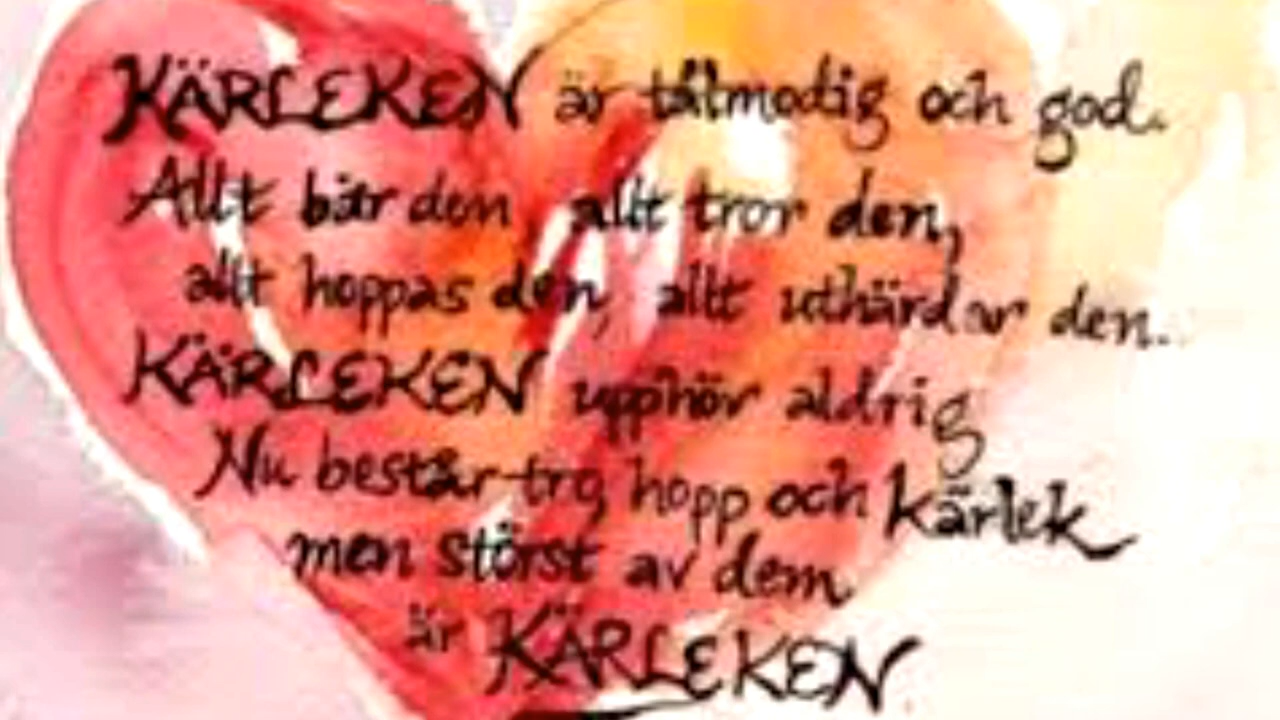 KÄRLEKEN är tålmodig och god.
Allt bär den allt tror den,
allt hoppas den, allt uthärdar den.
KÄRLEKEN upphör aldrig
Nu består tro, hopp och kärlek
men störst av dem
är KÄRLEKEN.